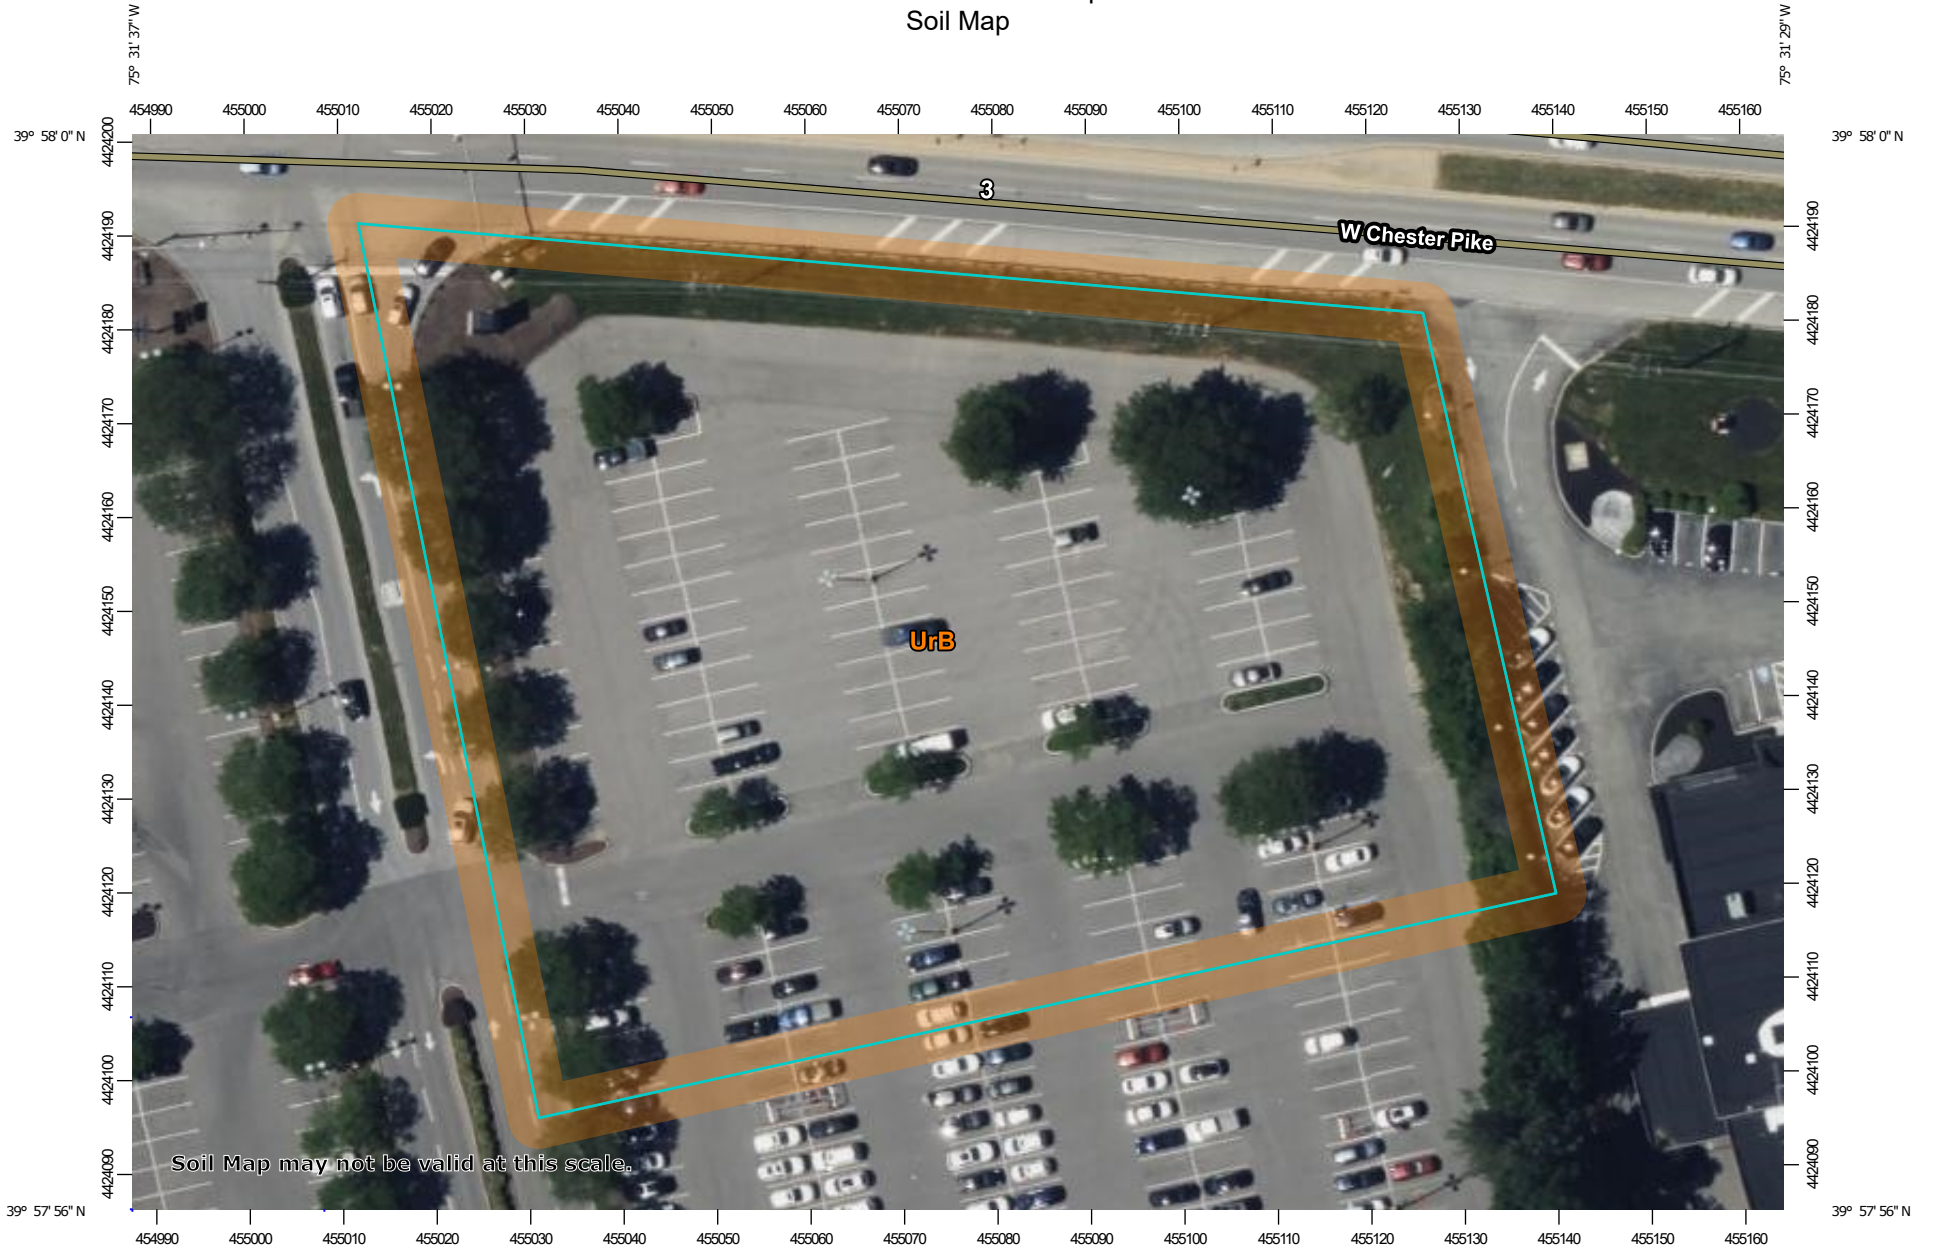 Soil Map
75° 31' 37" W
75° 31' 29" W
454990 455000 455010 455020 455030 455040 455050 455060 455070 455080 455090 455100 455110 455120 455130 455140 455150 455160
39° 58' 0" N
39° 58' 0" N
4424200
4424190
4424180
4424170
4424160
4424150
4424140
4424130
4424120
4424110
4424100
4424090
3
W Chester Pike
UrB
4424190
4424180
4424170
4424160
4424150
4424140
4424130
4424120
4424110
4424100
4424090
Soil Map may not be valid at this scale.
39° 57' 56" N
39° 57' 56" N
454990 455000 455010 455020 455030 455040 455050 455060 455070 455080 455090 455100 455110 455120 455130 455140 455150 455160